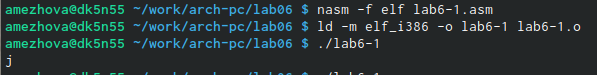 amezhova@dk5n55 ~/work/arch-pc/lab06 $ nasm -f elf lab6-1.asm
amezhova@dk5n55 ~/work/arch-pc/lab06 $ ld -m elf_i386 -o lab6-1 lab6-1.o
amezhova@dk5n55 ~/work/arch-pc/lab06 $ ./lab6-1
j